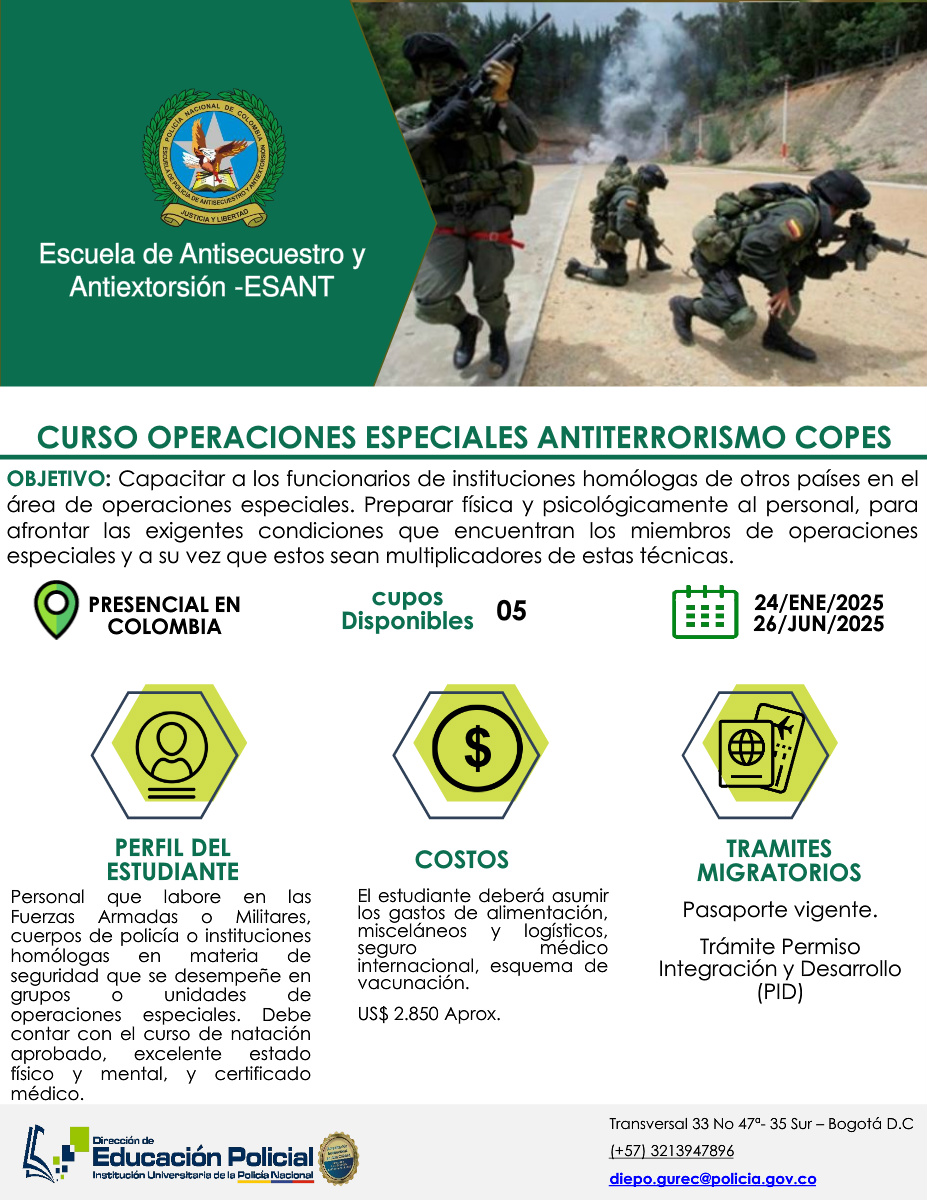 POLICÍA NACIONAL DE COLOMBIA
ESCUELA DE POLICÍA DE ANTISECUESTRO Y ANTIEXTORSIÓN
JUSTICIA Y LIBERTAD
Escuela de Antisecuestro y
Antiextorsión -ESANT
CURSO OPERACIONES ESPECIALES ANTITERRORISMO COPES
OBJETIVO: Capacitar a los funcionarios de instituciones homólogas de otros países en el
área de operaciones especiales. Preparar física y psicológicamente al personal, para
afrontar las exigentes condiciones que encuentran los miembros de operaciones
especiales y a su vez que estos sean multiplicadores de estas técnicas.
PRESENCIAL EN
COLOMBIA
cupos
Disponibles
05
24/ENE/2025
26/JUN/2025
PERFIL DEL
ESTUDIANTE
Personal que labore en las
Fuerzas Armadas o Militares,
cuerpos de policía o instituciones
homólogas en materia de
seguridad que se desempeñe en
grupos o unidades de
operaciones especiales. Debe
contar con el curso de natación
aprobado, excelente estado
físico y mental, y certificado
médico.
$
COSTOS
El estudiante deberá asumir
los gastos de alimentación,
misceláneos y logísticos,
seguro médico
internacional, esquema de
vacunación.
US$ 2.850 Aprox.
TRAMITES
MIGRATORIOS
Pasaporte vigente.
Trámite Permiso
Integración y Desarrollo
(PID)
Dirección de
Educación Policial
Institución Universitaria de la Policía Nacional
Transversal 33 No 47ª- 35 Sur – Bogotá D.C
(+57) 3213947896
diepo.gurec@policia.gov.co